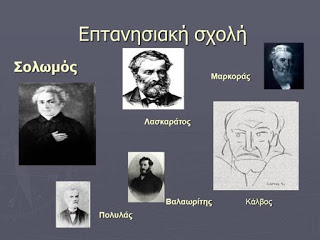 Επτανησιακή σχολή
Σολωμός
Μαρκοράς
Λασκαράτος
Βαλαωρίτης
Κάλβος
Πολυλάς